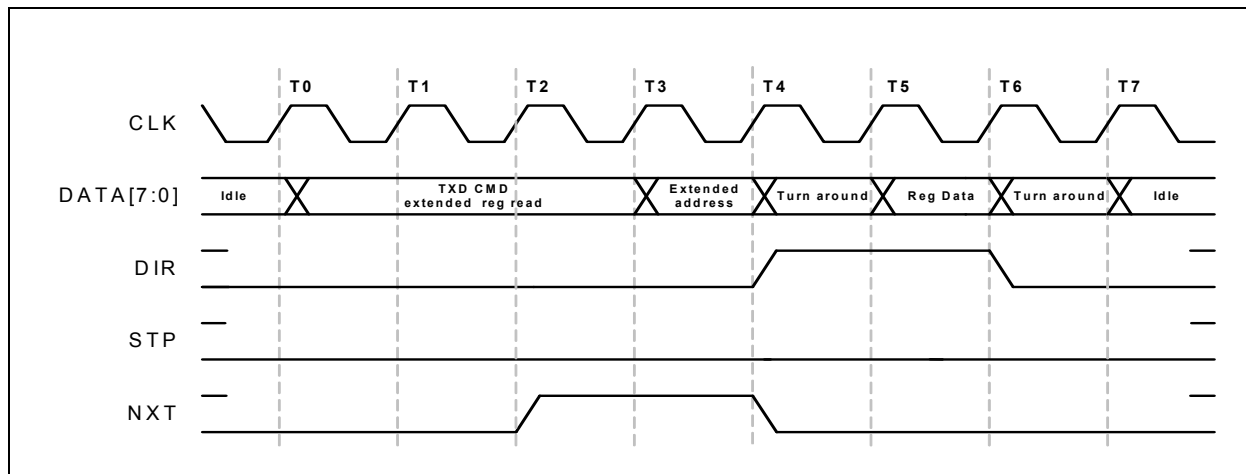 T0 T1 T2 T3 T4 T5 T6 T7
CLK
DATA[7:0] Idle TXD CMD extended reg read Extended address Turn around Reg Data Turn around Idle
DIR
STP
NXT